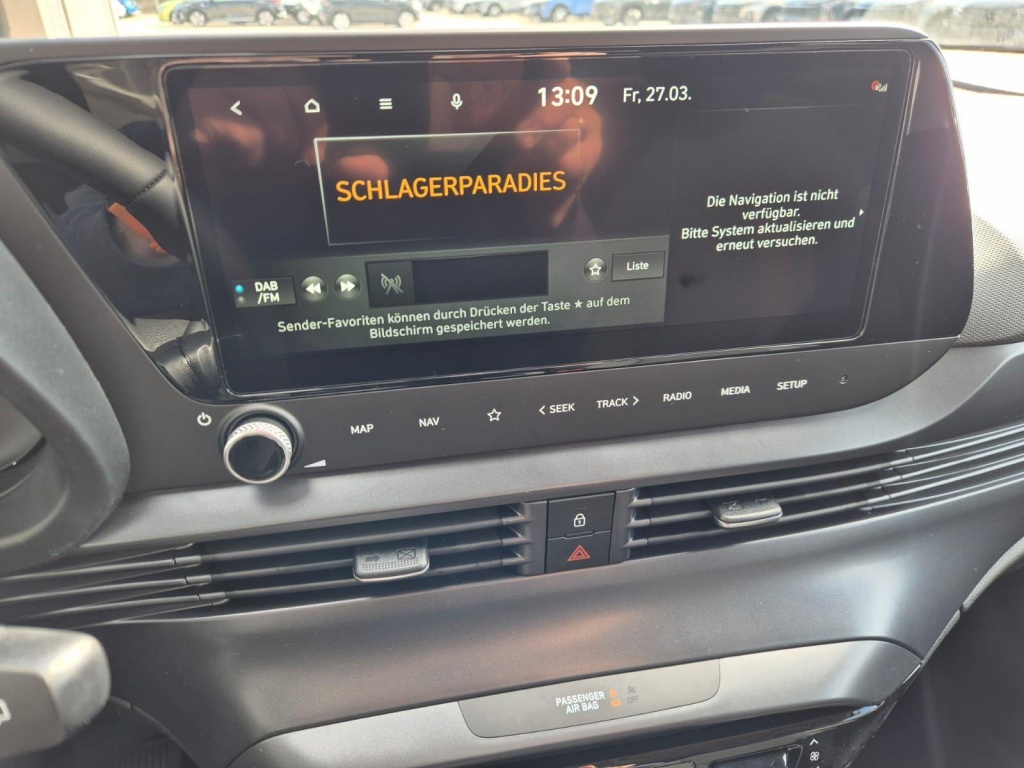 13:09 Fr, 27.03.
SCHLAGERPARADIES
Die Navigation ist nicht
verfügbar.
Bitte System aktualisieren und
erneut versuchen.
DAB
/FM
Liste
Sender-Favoriten können durch Drücken der Taste ★ auf dem
Bildschirm gespeichert werden.
MAP NAV < SEEK TRACK > RADIO MEDIA SETUP
PASSENGER
AIR BAG
OFF